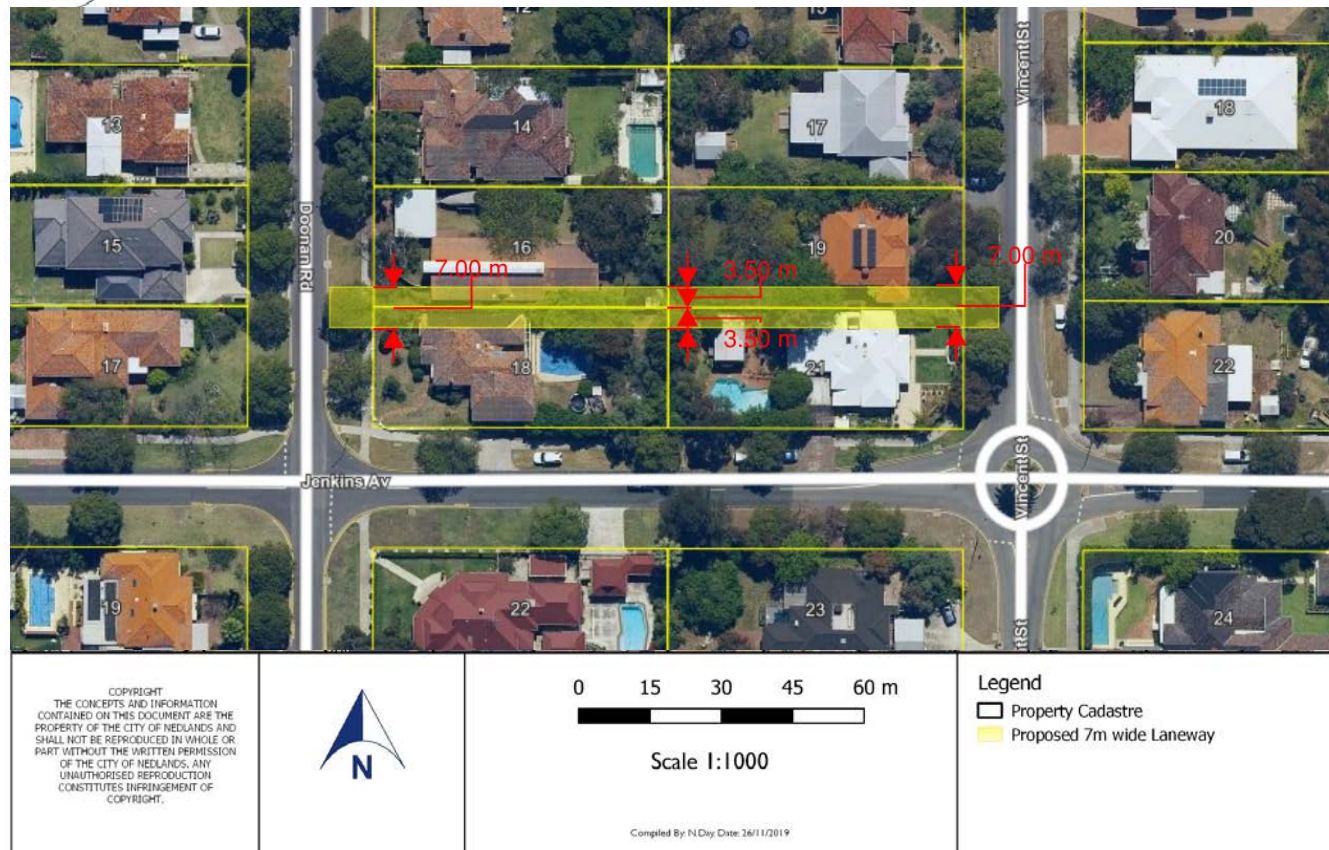 12
15
Vincent St
13
14
17
18
Doonan Rd
15
16
19
20
7.00 m
3.50 m
7.00 m
3.50 m
17
18
21
22
Jenkins Av
Vincent St
19
22
23
24
COPYRIGHT
THE CONCEPTS AND INFORMATION
CONTAINED ON THIS DOCUMENT ARE THE
PROPERTY OF THE CITY OF NEDLANDS AND
SHALL NOT BE REPRODUCED IN WHOLE OR
PART WITHOUT THE WRITTEN PERMISSION
OF THE CITY OF NEDLANDS. ANY
UNAUTHORISED REPRODUCTION
CONSTITUTES INFRINGEMENT OF
COPYRIGHT.
N
0 15 30 45 60 m
Scale 1:1000
Compiled By: N.Day Date: 26/11/2019
Legend
Property Cadastre
Proposed 7m wide Laneway